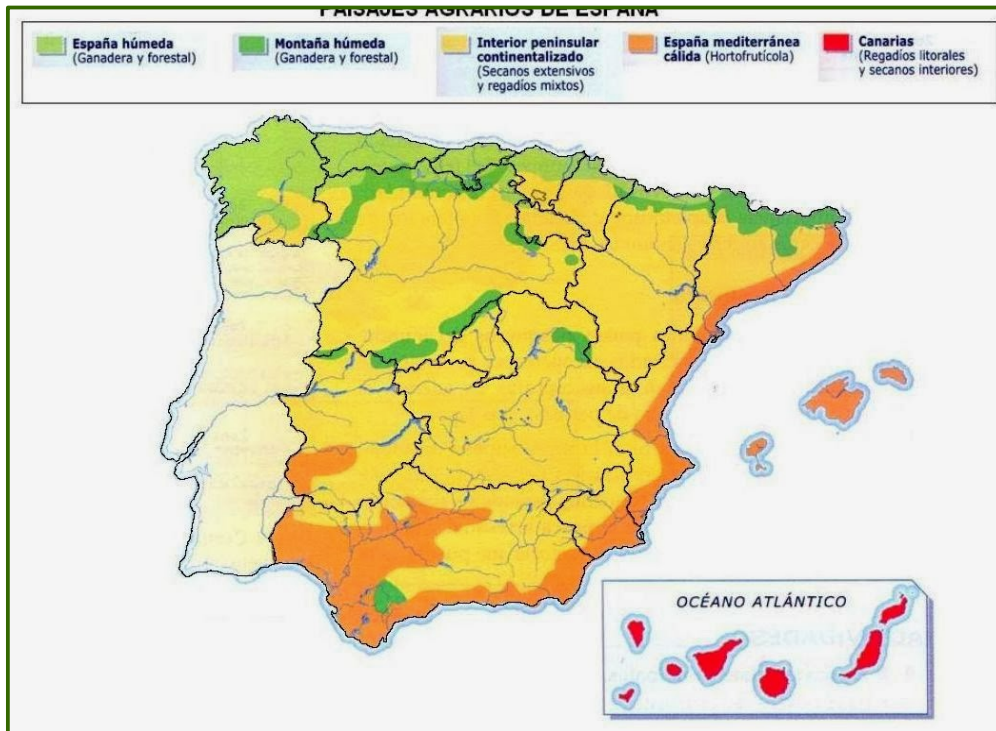 PAISAJES AGRARIOS DE ESPAÑA
España húmeda
(Ganadera y forestal)
Montaña húmeda
(Ganadera y forestal)
Interior peninsular
continentalizado
(Secanos extensivos
y regadíos mixtos)
España mediterránea
cálida (Hortofrutícola)
Canarias
(Regadíos litorales
y secanos interiores)
OCÉANO ATLÁNTICO